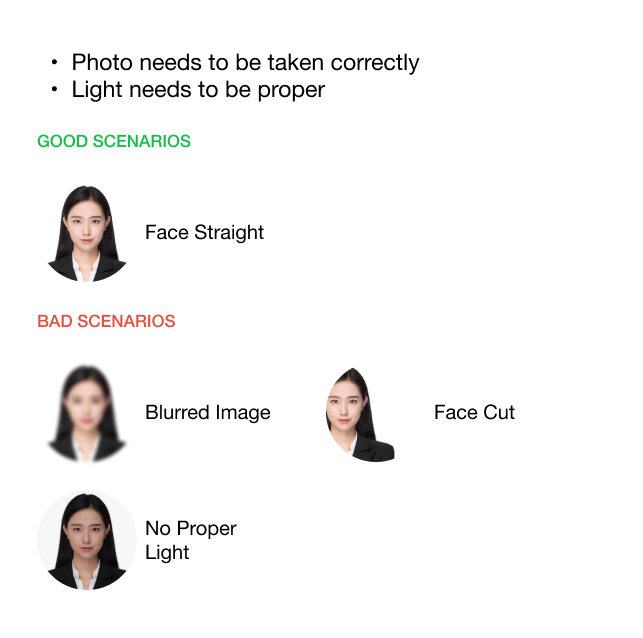 • Photo needs to be taken correctly
• Light needs to be proper
GOOD SCENARIOS
Face Straight
BAD SCENARIOS
Blurred Image
Face Cut
No Proper
Light